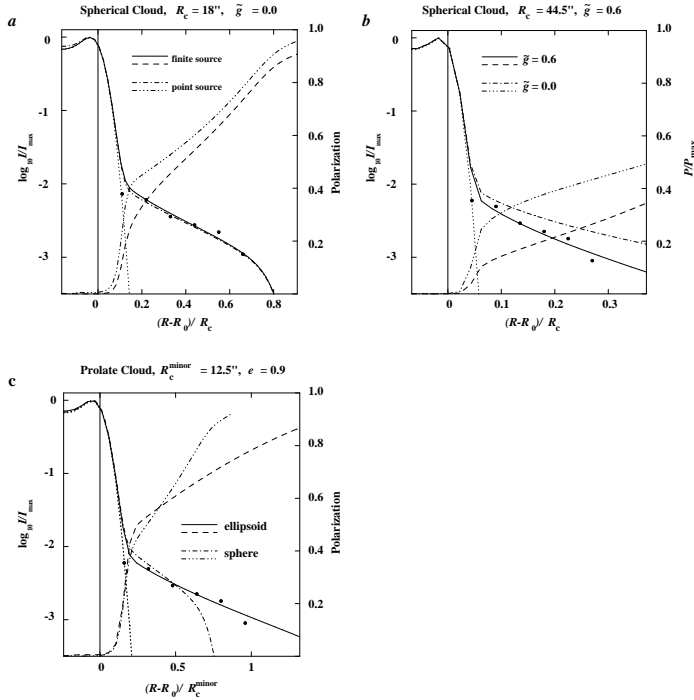 a
Spherical Cloud, R_c = 18", g̃ = 0.0
0
-1
-2
-3
log₁₀ I/I_max
1.0
0.8
0.6
0.4
0.2
Polarization
finite source
point source
0
0.2
0.4
0.6
0.8
(R-R_0)/ R_c
b
Spherical Cloud, R_c = 44.5", g̃ = 0.6
0
-1
-2
-3
log₁₀ I/I_max
1.0
0.8
0.6
0.4
0.2
P/P_max
g̃ = 0.6
g̃ = 0.0
0
0.1
0.2
0.3
(R-R_0)/ R_c
c
Prolate Cloud, R_c^minor = 12.5", e = 0.9
0
-1
-2
-3
log₁₀ I/I_max
1.0
0.8
0.6
0.4
0.2
Polarization
ellipsoid
sphere
0
0.5
1
(R-R_0)/ R_c^minor